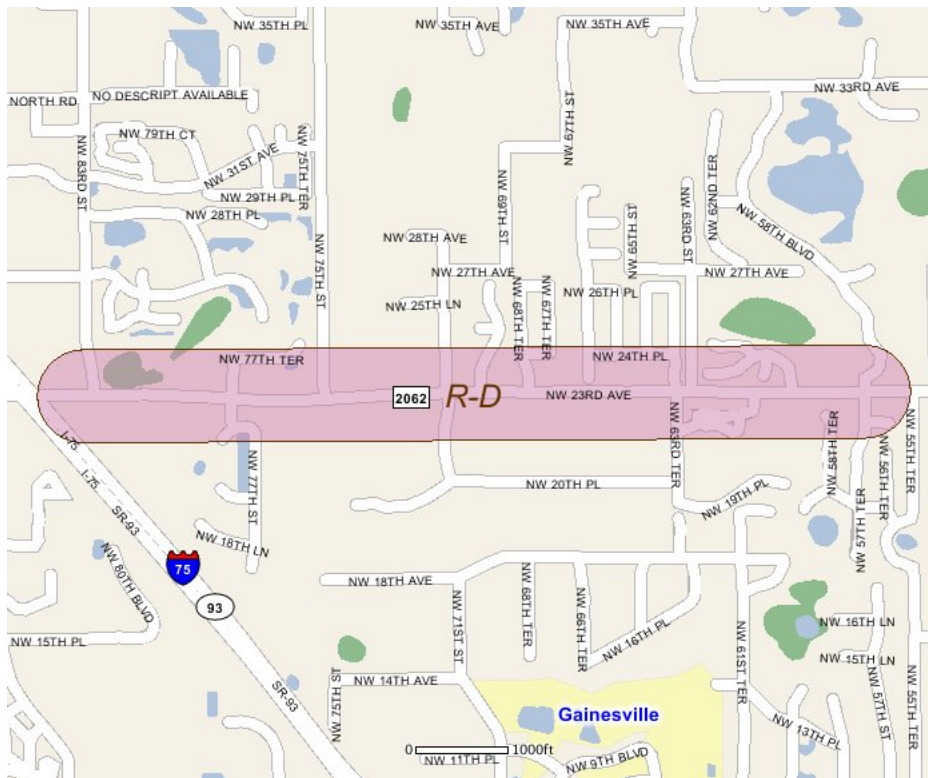 NW 35TH PL
NW 35TH AVE
NW 35TH AVE
NW 33RD AVE
NORTH RD
NO DESCRIPT AVAILABLE
NW 67TH ST
NW 79TH CT
NW 83RD ST
NW 31ST AVE
NW 75TH TER
NW 29TH PL
NW 28TH PL
NW 62ND TER
NW 69TH ST
NW 65TH ST
NW 63RD ST
NW 58TH BLVD
NW 28TH AVE
NW 75TH ST
NW 27TH AVE
NW 27TH AVE
NW 25TH LN
NW 68TH TER
NW 67TH TER
NW 26TH PL
NW 77TH TER
NW 24TH PL
2062
R-D
NW 23RD AVE
I-75
I-75
SR-93
NW 77TH ST
NW 63RD TER
NW 58TH TER
NW 56TH TER
NW 55TH TER
NW 20TH PL
NW 19TH PL
NW 57TH TER
NW 18TH LN
75
93
NW 80TH BLVD
NW 18TH AVE
NW 71ST ST
NW 68TH TER
NW 66TH TER
NW 16TH PL
NW 61ST TER
NW 16TH LN
NW 15TH PL
NW 15TH LN
NW 57TH ST
NW 55TH TER
SR-93
NW 75TH ST
NW 14TH AVE
Gainesville
NW 13TH PL
0
1000ft
NW 11TH PL
NW 9TH BLVD